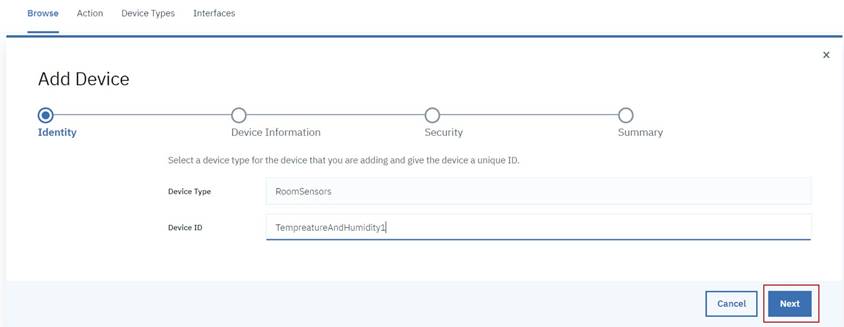 Browse Action Device Types Interfaces
×
Add Device
Identity Device Information Security Summary
Select a device type for the device that you are adding and give the device a unique ID.
Device Type RoomSensors
Device ID TempreatureAndHumidity1
Cancel Next